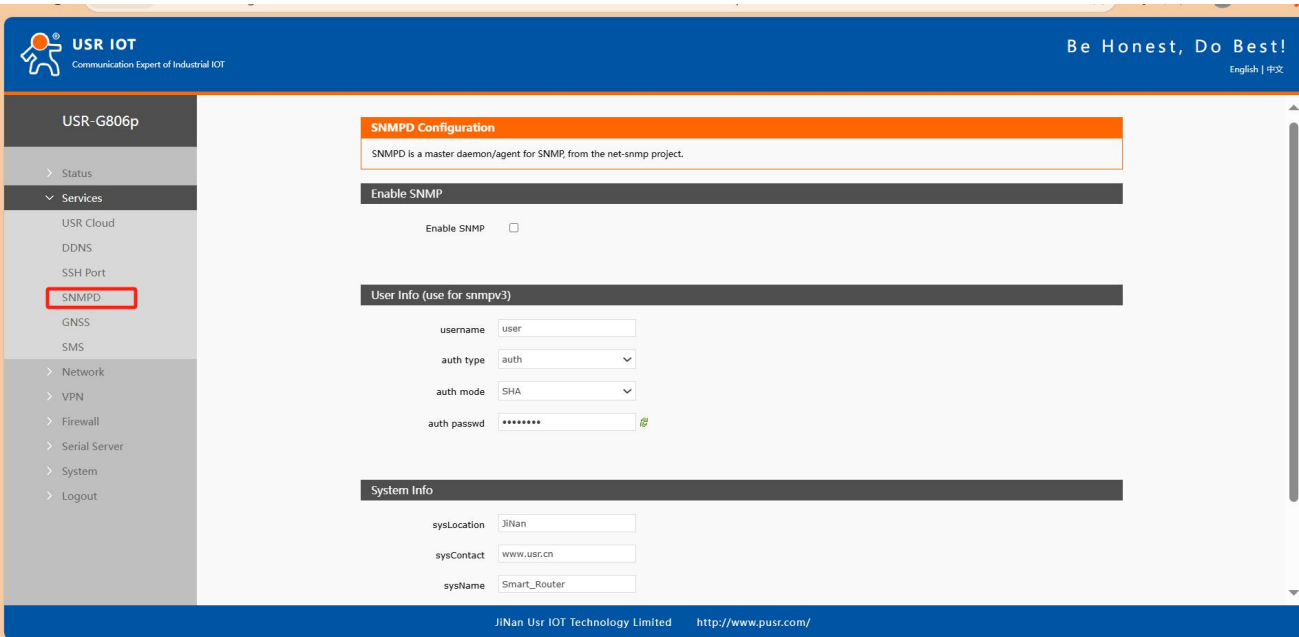 USR IOT
Communication Expert of Industrial IOT
Be Honest, Do Best!
English | 中文
USR-G806p
Status
Services
USR Cloud
DDNS
SSH Port
SNMPD
GNSS
SMS
Network
VPN
Firewall
Serial Server
System
Logout
SNMPD Configuration
SNMPD is a master daemon/agent for SNMP, from the net-snmp project.
Enable SNMP
Enable SNMP
User Info (use for snmpv3)
username user
auth type auth
auth mode SHA
auth passwd ••••••••
System Info
sysLocation JiNan
sysContact www.usr.cn
sysName Smart_Router
JiNan Usr IOT Technology Limited http://www.pusr.com/